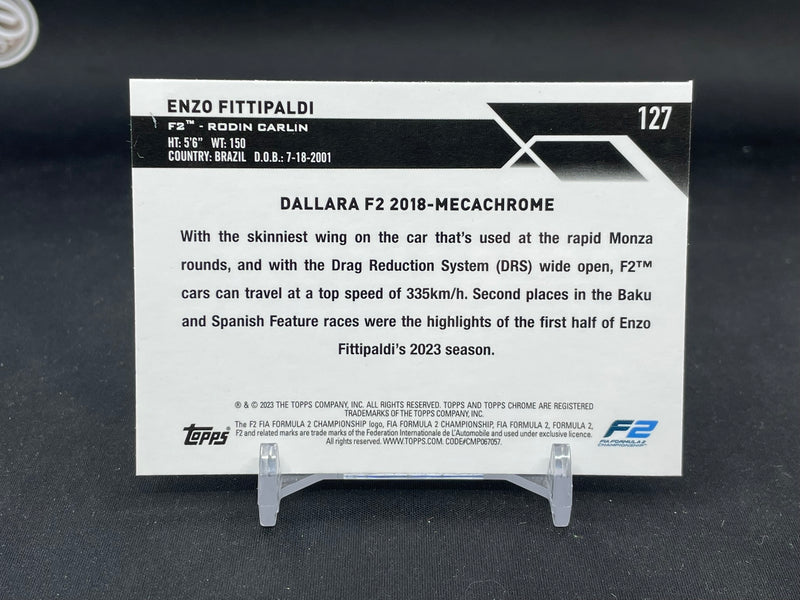 ENZO FITTIPALDI
127
F2™ - RODIN CARLIN
HT: 5'6" WT: 150
COUNTRY: BRAZIL D.O.B.: 7-18-2001
DALLARA F2 2018-MECACHROME
With the skinniest wing on the car that's used at the rapid Monza
rounds, and with the Drag Reduction System (DRS) wide open, F2™
cars can travel at a top speed of 335km/h. Second places in the Baku
and Spanish Feature races were the highlights of the first half of Enzo
Fittipaldi's 2023 season.
® & © 2023 THE TOPPS COMPANY, INC. ALL RIGHTS RESERVED. TOPPS AND TOPPS CHROME ARE REGISTERED
TRADEMARKS OF THE TOPPS COMPANY, INC.
The F2 FIA FORMULA 2 CHAMPIONSHIP logo, FIA FORMULA 2 CHAMPIONSHIP, FIA FORMULA 2, FORMULA 2,
F2 and related marks are trade marks of the Federation Internationale de L'Automobile and used under exclusive licence.
All rights reserved. WWW.TOPPS.COM. CODE#CMP067057.
topps
F2
FIA FORMULA 2
CHAMPIONSHIP™